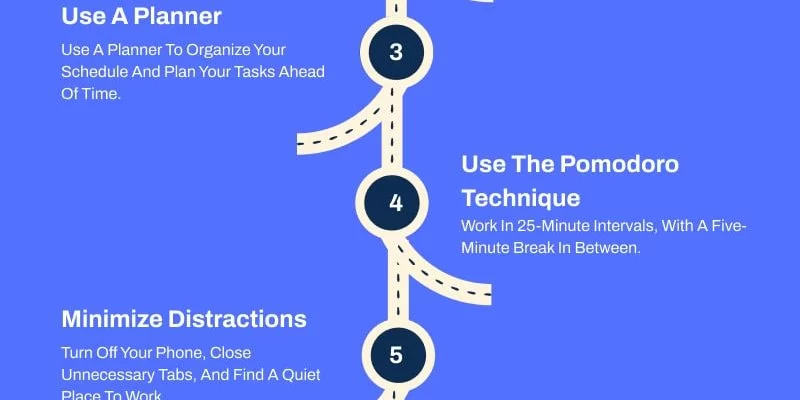 Use A Planner
3
Use A Planner To Organize Your
Schedule And Plan Your Tasks Ahead
Of Time.
Use The Pomodoro
Technique
4
Work In 25-Minute Intervals, With A Five-
Minute Break In Between.
Minimize Distractions
5
Turn Off Your Phone, Close
Unnecessary Tabs, And Find A Quiet
Place To Work